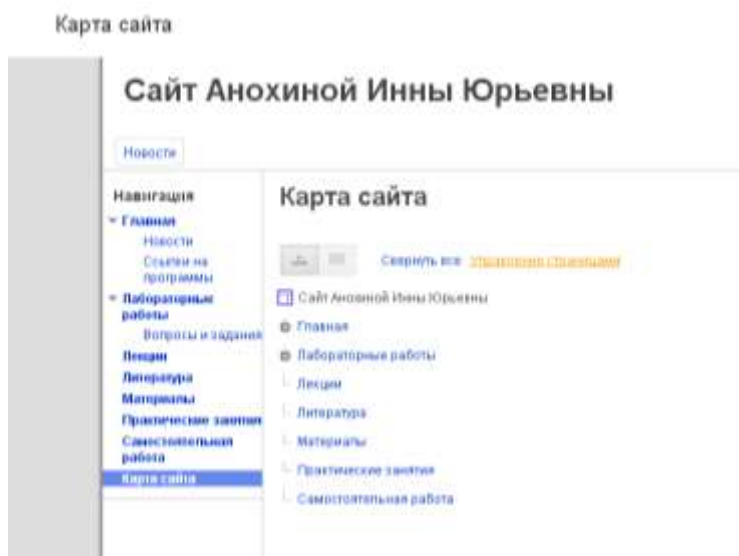 Карта сайта
Сайт Анохиной Инны Юрьевны
Новости
Навигация
Главная
Новости
Ссылки на
программы
Лабораторные
работы
Вопросы и задания
Лекции
Литература
Материалы
Практические занятия
Самостоятельная
работа
Карта сайта
Карта сайта
Свернуть все Управление страницами
Сайт Анохиной Инны Юрьевны
Главная
Лабораторные работы
Лекции
Литература
Материалы
Практические занятия
Самостоятельная работа